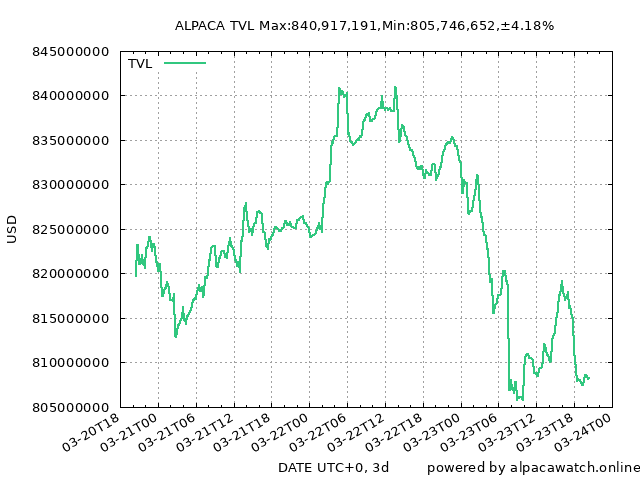 ALPACA TVL Max:840,917,191,Min:805,746,652,±4.18%
845000000
TVL
840000000
835000000
830000000
825000000
820000000
815000000
810000000
805000000
USD
03-20T18
03-21T00
03-21T06
03-21T12
03-21T18
03-22T00
03-22T06
03-22T12
03-22T18
03-23T00
03-23T06
03-23T12
03-23T18
03-24T00
DATE UTC+0, 3d
powered by alpacawatch.online